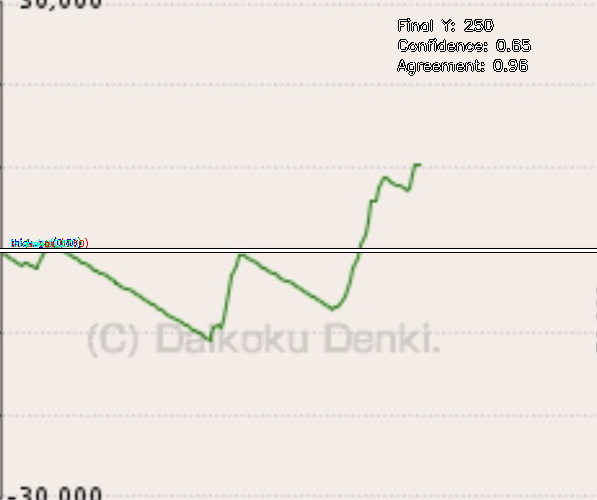 30,000
Final Y: 250
Confidence: 0.65
Agreement: 0.96
(C) Daikoku Denki.
-30,000